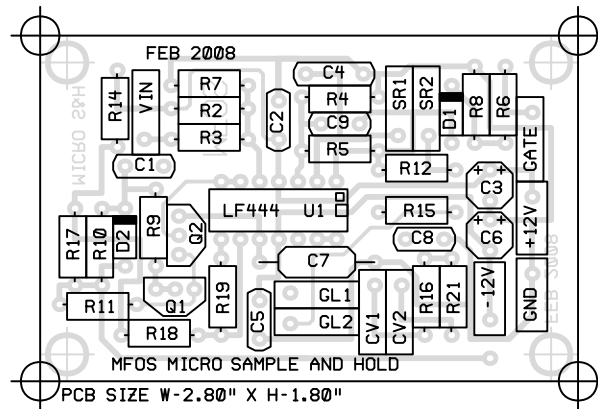 FEB 2008
R14
VIN
R7
R2
R3
C1
C2
C4
R4
C9
R5
SR1
SR2
D1
R8
R6
GATE
R12
C3
MICRO S&H
LF444 U1
R15
C8
C6
+12V
R17
R10
D2
R9
Q2
C7
R11
Q1
R19
C5
GL1
GL2
CV1
CV2
R16
R21
-12V
GND
FEB 2008
R18
MFOS MICRO SAMPLE AND HOLD
PCB SIZE W-2.80" X H-1.80"